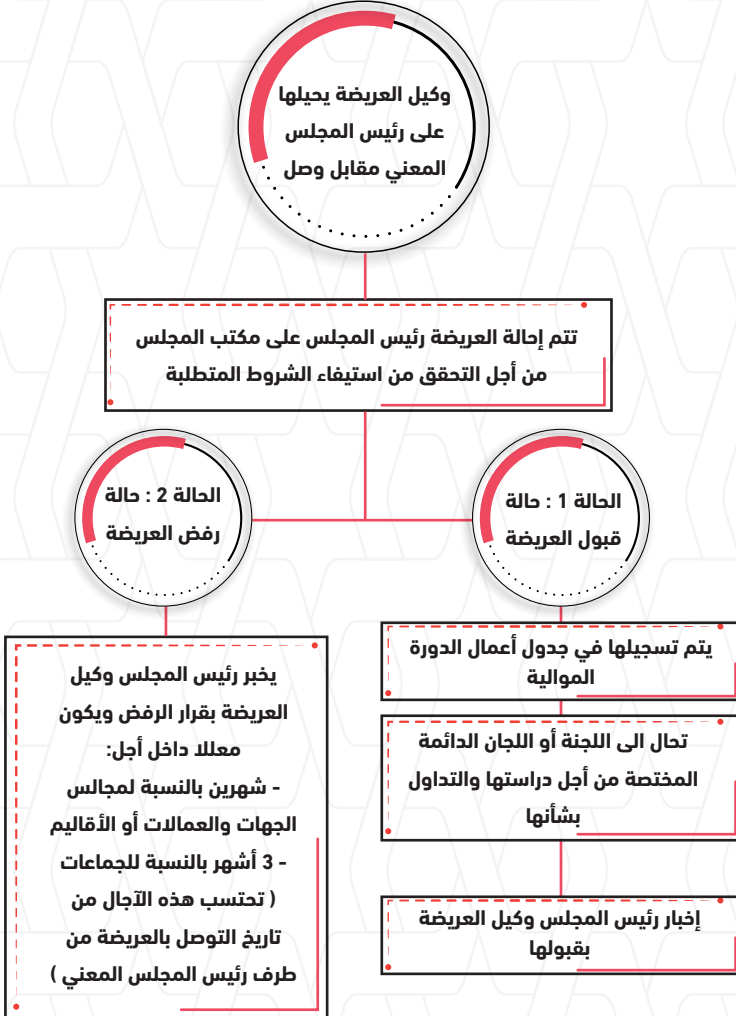 وكيل العريضة يحيلها
على رئيس المجلس
المعني مقابل وصل
تتم إحالة العريضة رئيس المجلس على مكتب المجلس
من أجل التحقق من استيفاء الشروط المتطلبة
الحالة 1 : حالة
قبول العريضة
يتم تسجيلها في جدول أعمال الدورة
الموالية
تحال الى اللجنة أو اللجان الدائمة
المختصة من أجل دراستها والتداول
بشأنها
إخبار رئيس المجلس وكيل العريضة
بقبولها
الحالة 2 : حالة
رفض العريضة
يخبر رئيس المجلس وكيل
العريضة بقرار الرفض ويكون
معللا داخل أجل:
- شهرين بالنسبة لمجالس
الجهات والعمالات أو الأقاليم
- 3 أشهر بالنسبة للجماعات
( تحتسب هذه الآجال من
تاريخ التوصل بالعريضة من
طرف رئيس المجلس المعني )